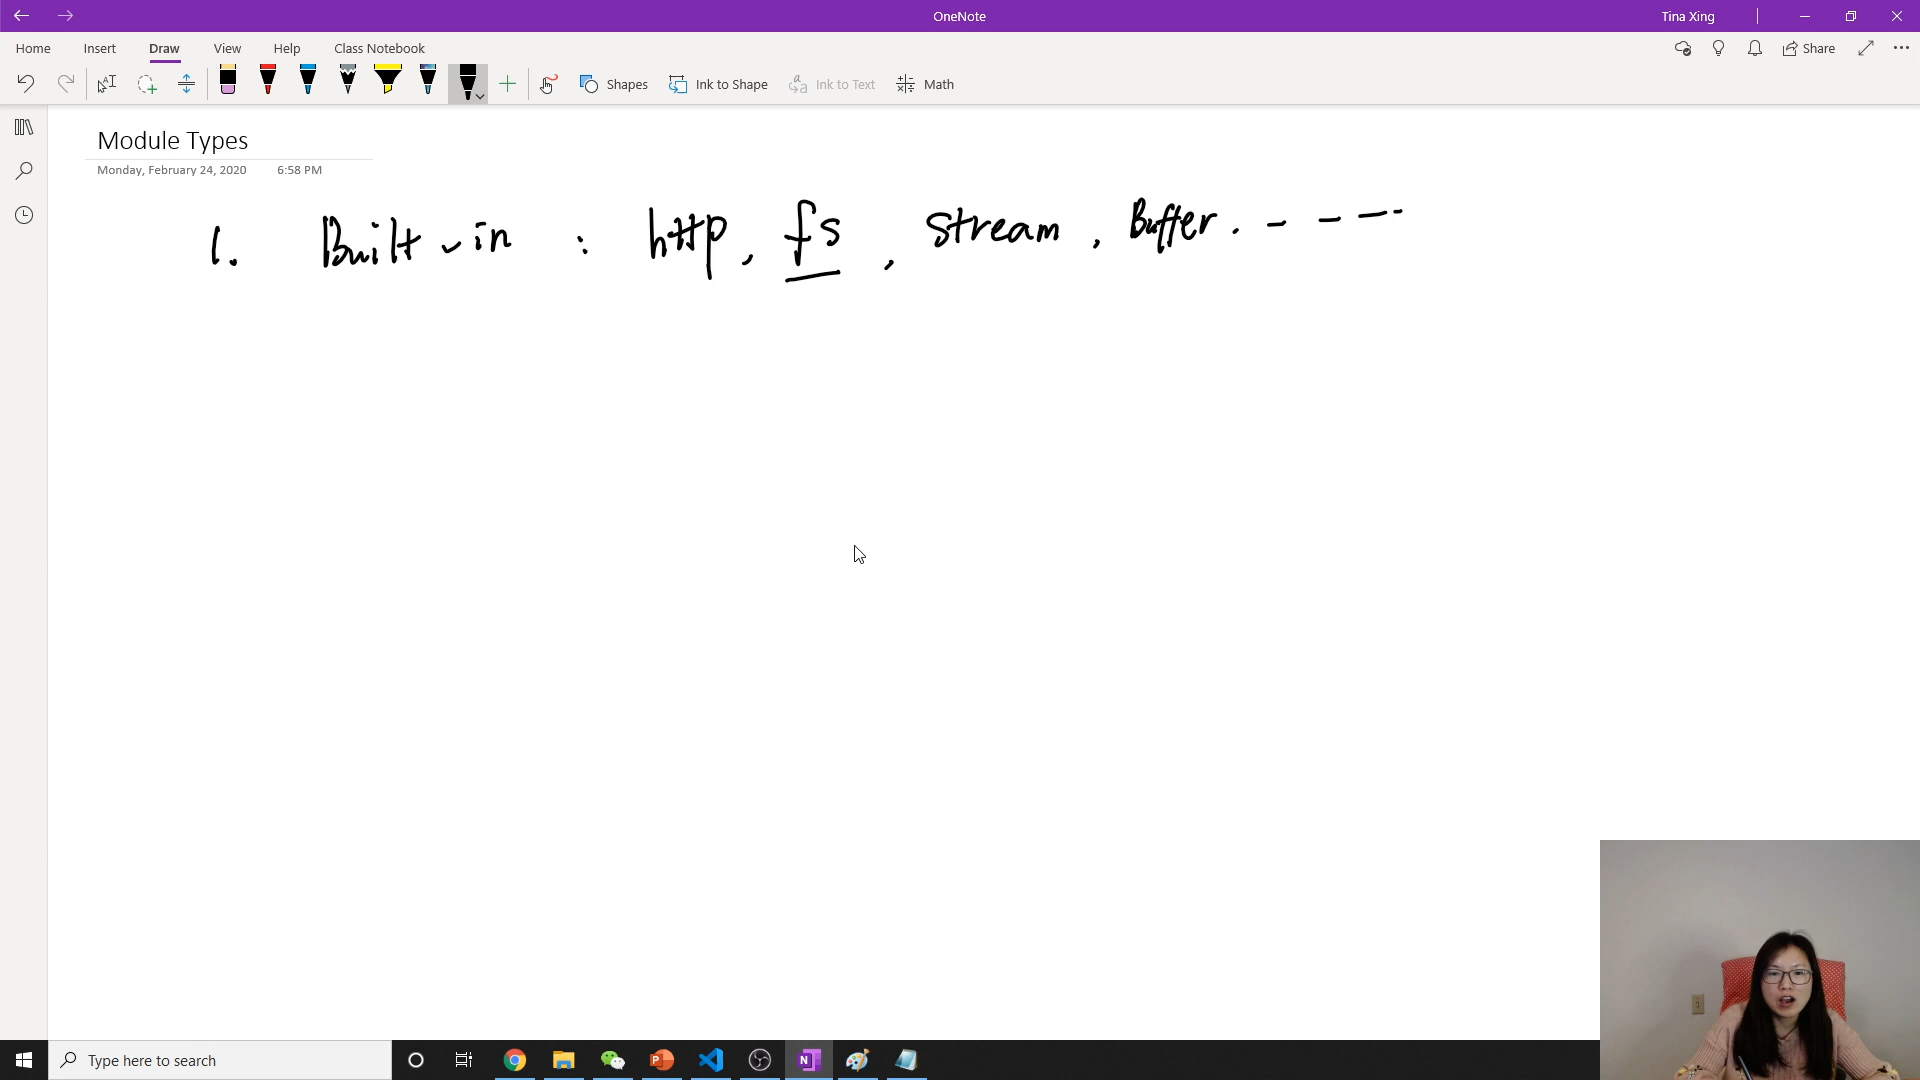 OneNote
Tina Xing
Home Insert Draw View Help Class Notebook
Share
Shapes Ink to Shape Ink to Text Math
Module Types
Monday, February 24, 2020 6:58 PM
1. Built-in : http, fs, stream, Buffer. - - --
Type here to search